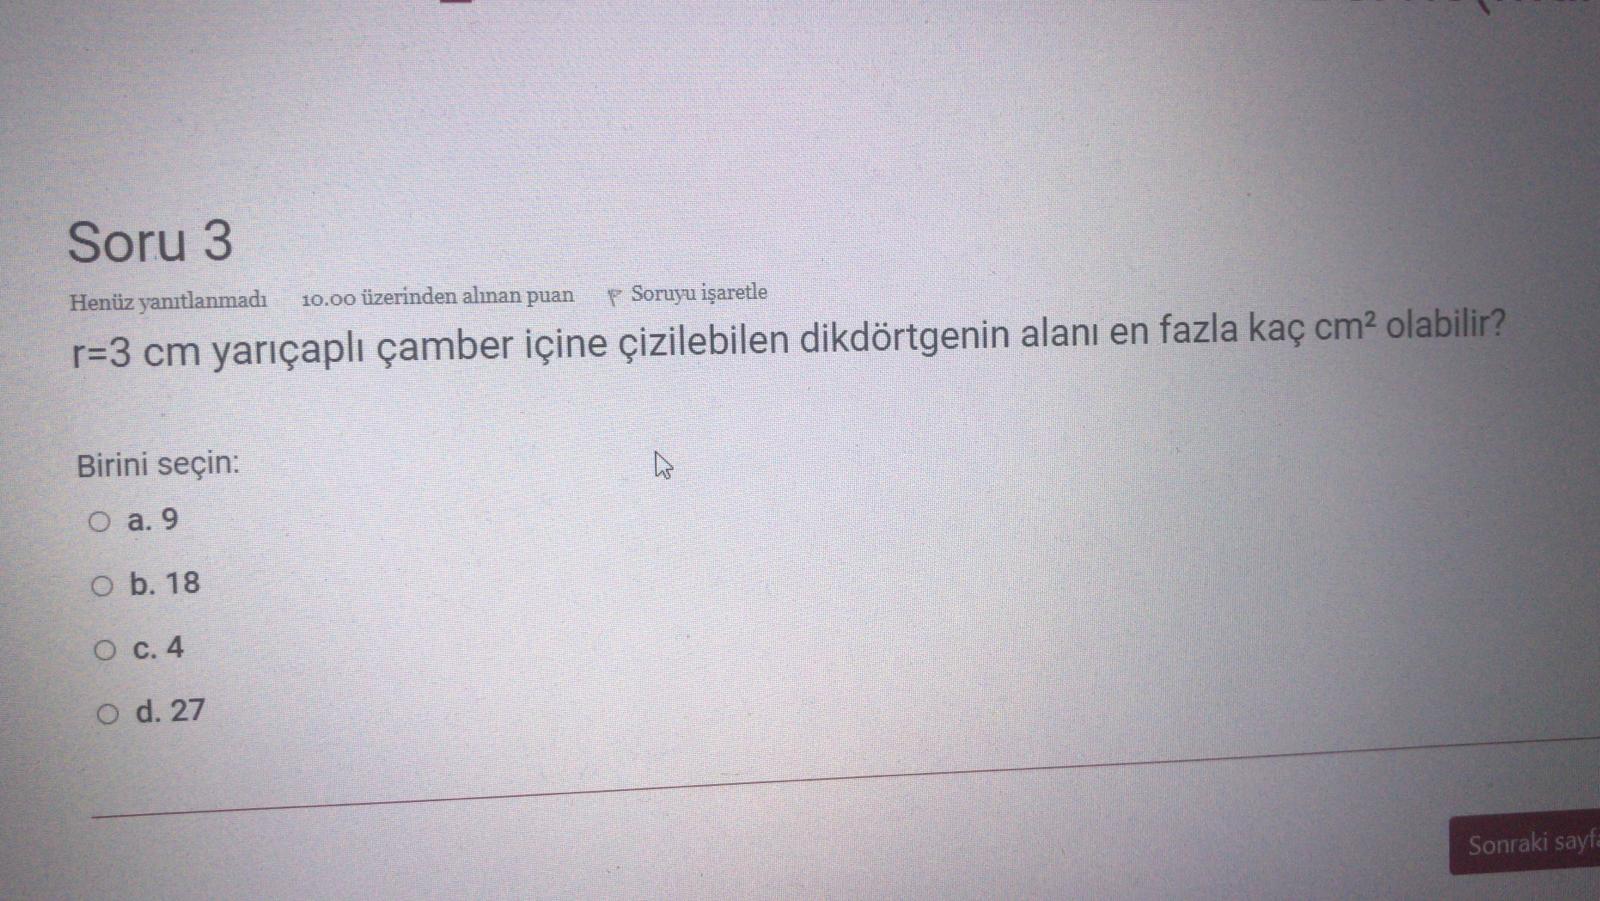 Soru 3
Henüz yanıtlanmadı 10.00 üzerinden alınan puan Soruyu işaretle
r=3 cm yarıçaplı çamber içine çizilebilen dikdörtgenin alanı en fazla kaç cm² olabilir?
Birini seçin:
a. 9
b. 18
c. 4
d. 27
Sonraki